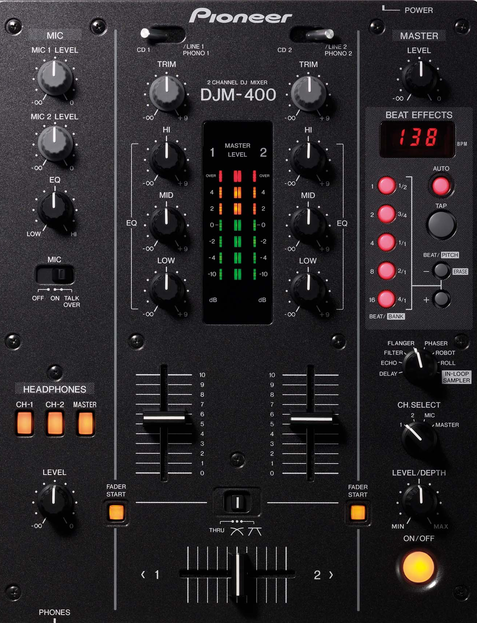 Pioneer
POWER
MIC
MIC 1 LEVEL
-∞ 0
MIC 2 LEVEL
-∞ 0
EQ
LOW HI
MIC
OFF ON TALK
OVER
HEADPHONES
CH-1 CH-2 MASTER
LEVEL
-∞ 0
PHONES
CD 1 /LINE 1
PHONO 1
CD 2 /LINE 2
PHONO 2
TRIM
-∞ +9
TRIM
-∞ +9
2 CHANNEL DJ MIXER
DJM-400
HI
MID
EQ
LOW
HI
MID
EQ
LOW
1 MASTER 2
LEVEL
OVER OVER
4 4
2 2
0 0
-2 -2
-4 -4
-10 -10
dB dB
10 10
9 9
8 8
7 7
6 6
5 5
4 4
3 3
2 2
1 1
0 0
FADER
START
FADER
START
THRU
1 2
MASTER
LEVEL
-∞ 0
BEAT EFFECTS
138
BPM
AUTO
1 1/2
TAP
2 3/4
4 1/1
BEAT/ PITCH
8 2/1
- ERASE
16 4/1
+
BEAT/ BANK
FLANGER PHASER
FILTER ROBOT
ECHO ROLL
DELAY IN-LOOP
SAMPLER
CH. SELECT
1 2 MIC
MASTER
LEVEL/DEPTH
MIN MAX
ON/OFF